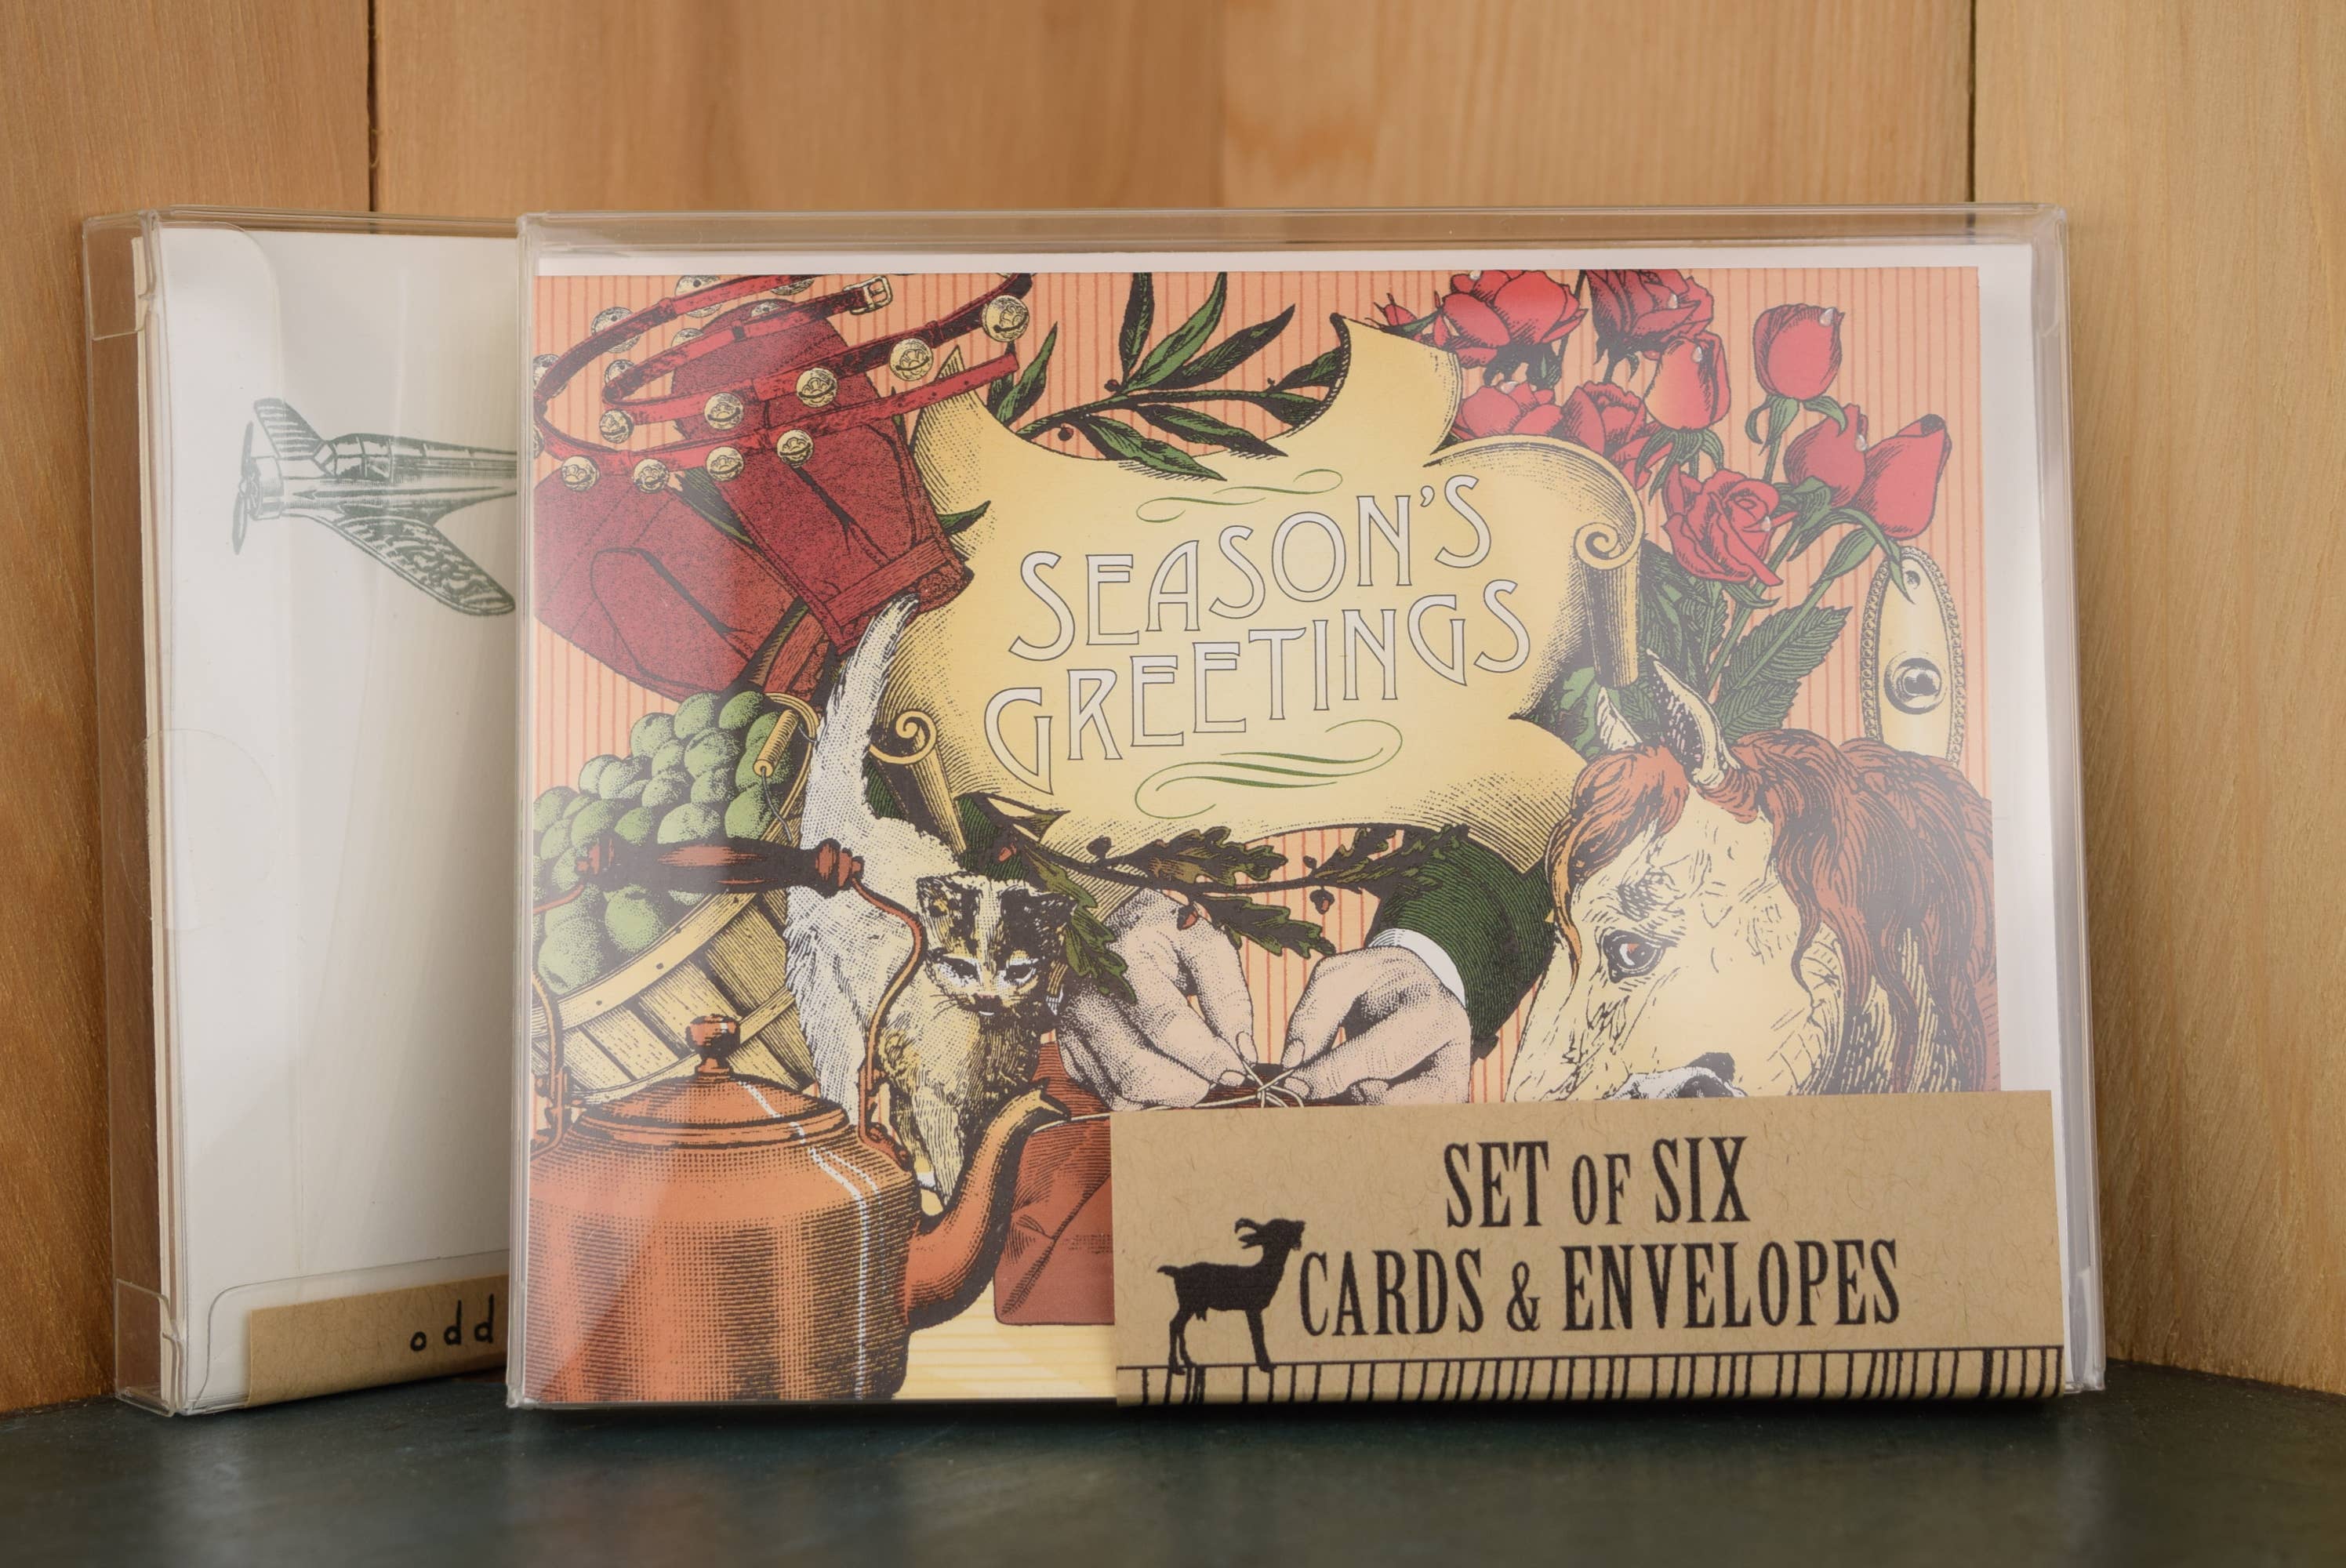 SEASON'S
GREETINGS
SET OF SIX
CARDS & ENVELOPES
odd